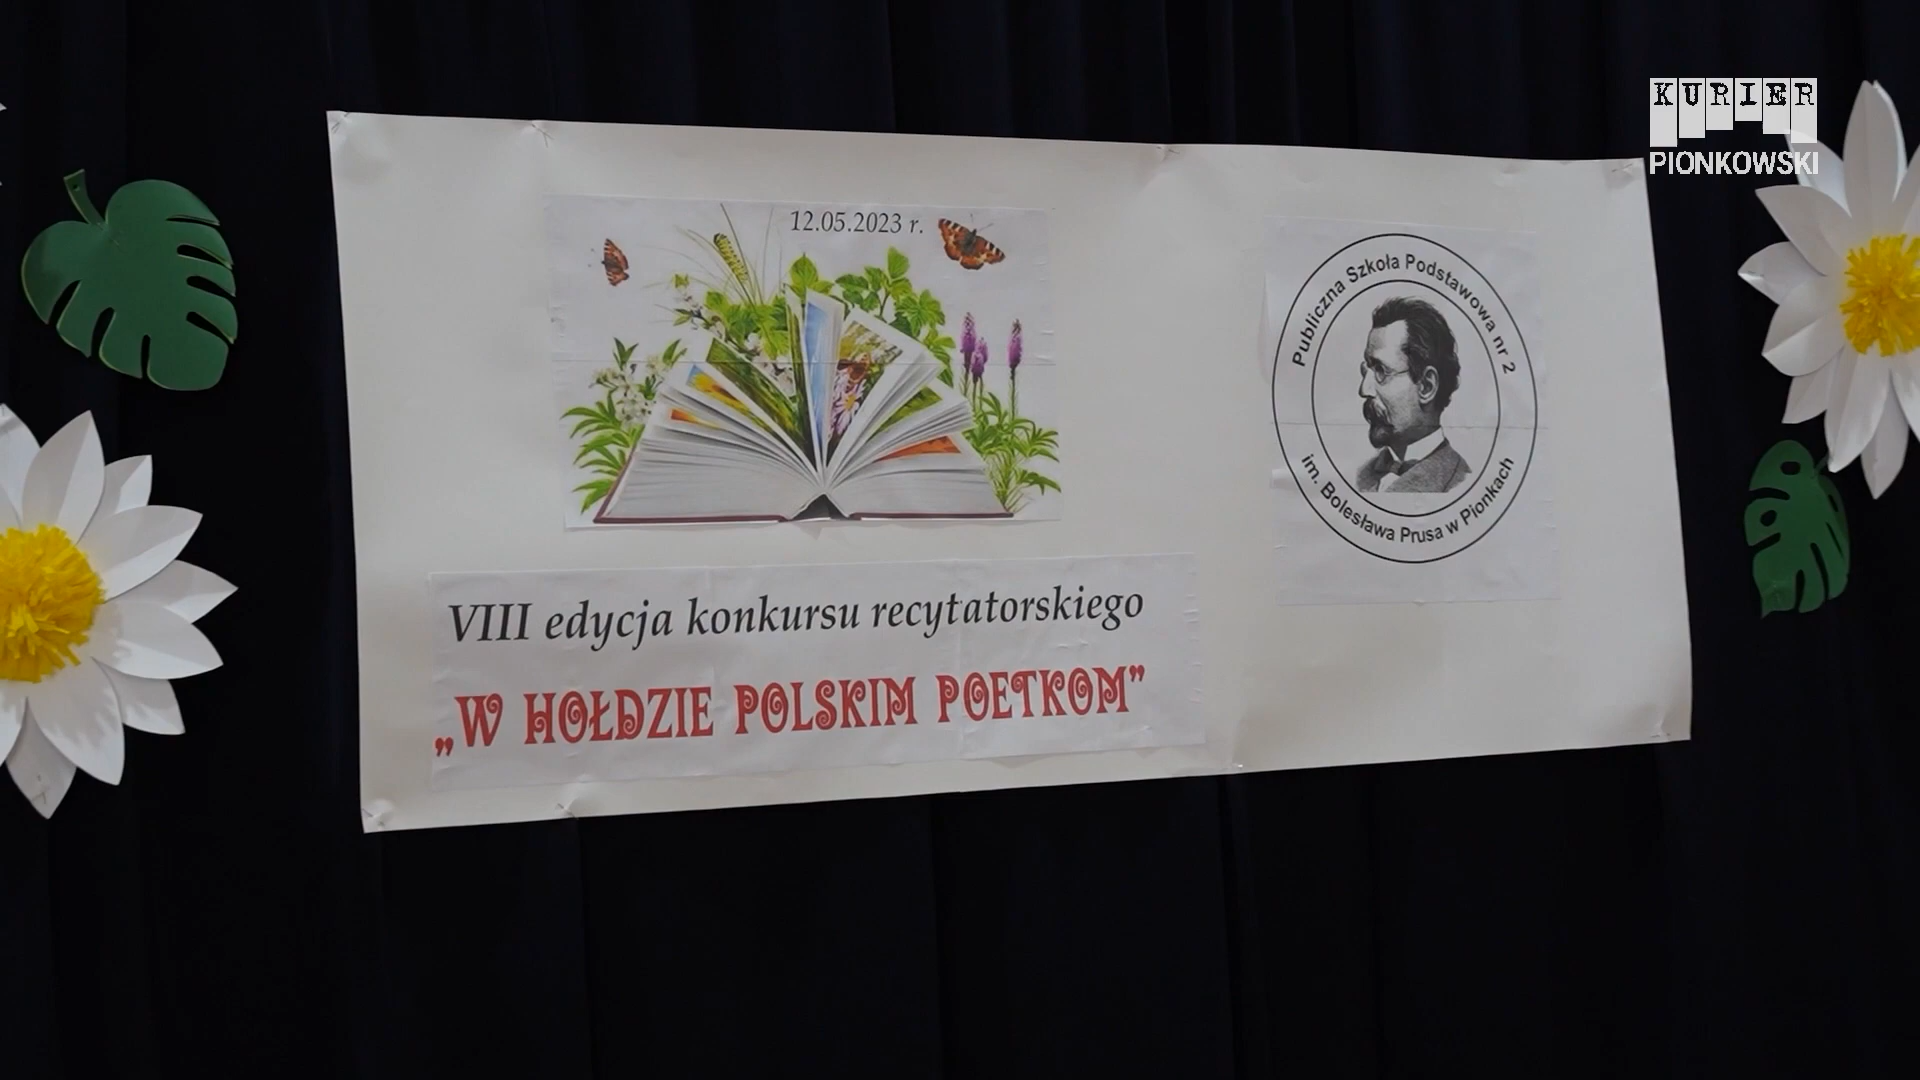 KURIER
PIONKOWSKI
12.05.2023 r.
Publiczna Szkoła Podstawowa nr 2
im. Bolesława Prusa w Pionkach
VIII edycja konkursu recytatorskiego
„W HOŁDZIE POLSKIM POETKOM”